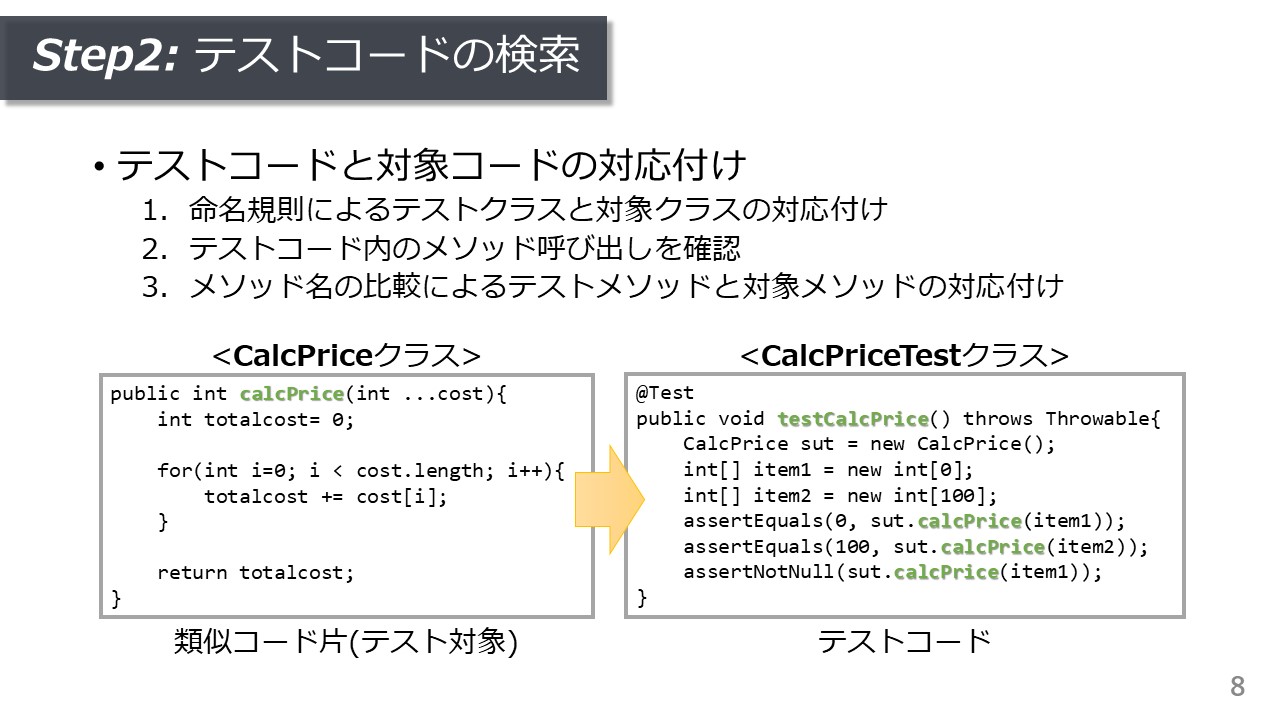 Step2: テストコードの検索
• テストコードと対象コードの対応付け
1. 命名規則によるテストクラスと対象クラスの対応付け
2. テストコード内のメソッド呼び出しを確認
3. メソッド名の比較によるテストメソッドと対象メソッドの対応付け
<CalcPriceクラス>
public int calcPrice(int ...cost){
    int totalcost= 0;
    for(int i=0; i < cost.length; i++){
        totalcost += cost[i];
    }
    return totalcost;
}
類似コード片(テスト対象)
<CalcPriceTestクラス>
@Test
public void testCalcPrice() throws Throwable{
    CalcPrice sut = new CalcPrice();
    int[] item1 = new int[0];
    int[] item2 = new int[100];
    assertEquals(0, sut.calcPrice(item1));
    assertEquals(100, sut.calcPrice(item2));
    assertNotNull(sut.calcPrice(item1));
}
テストコード
8